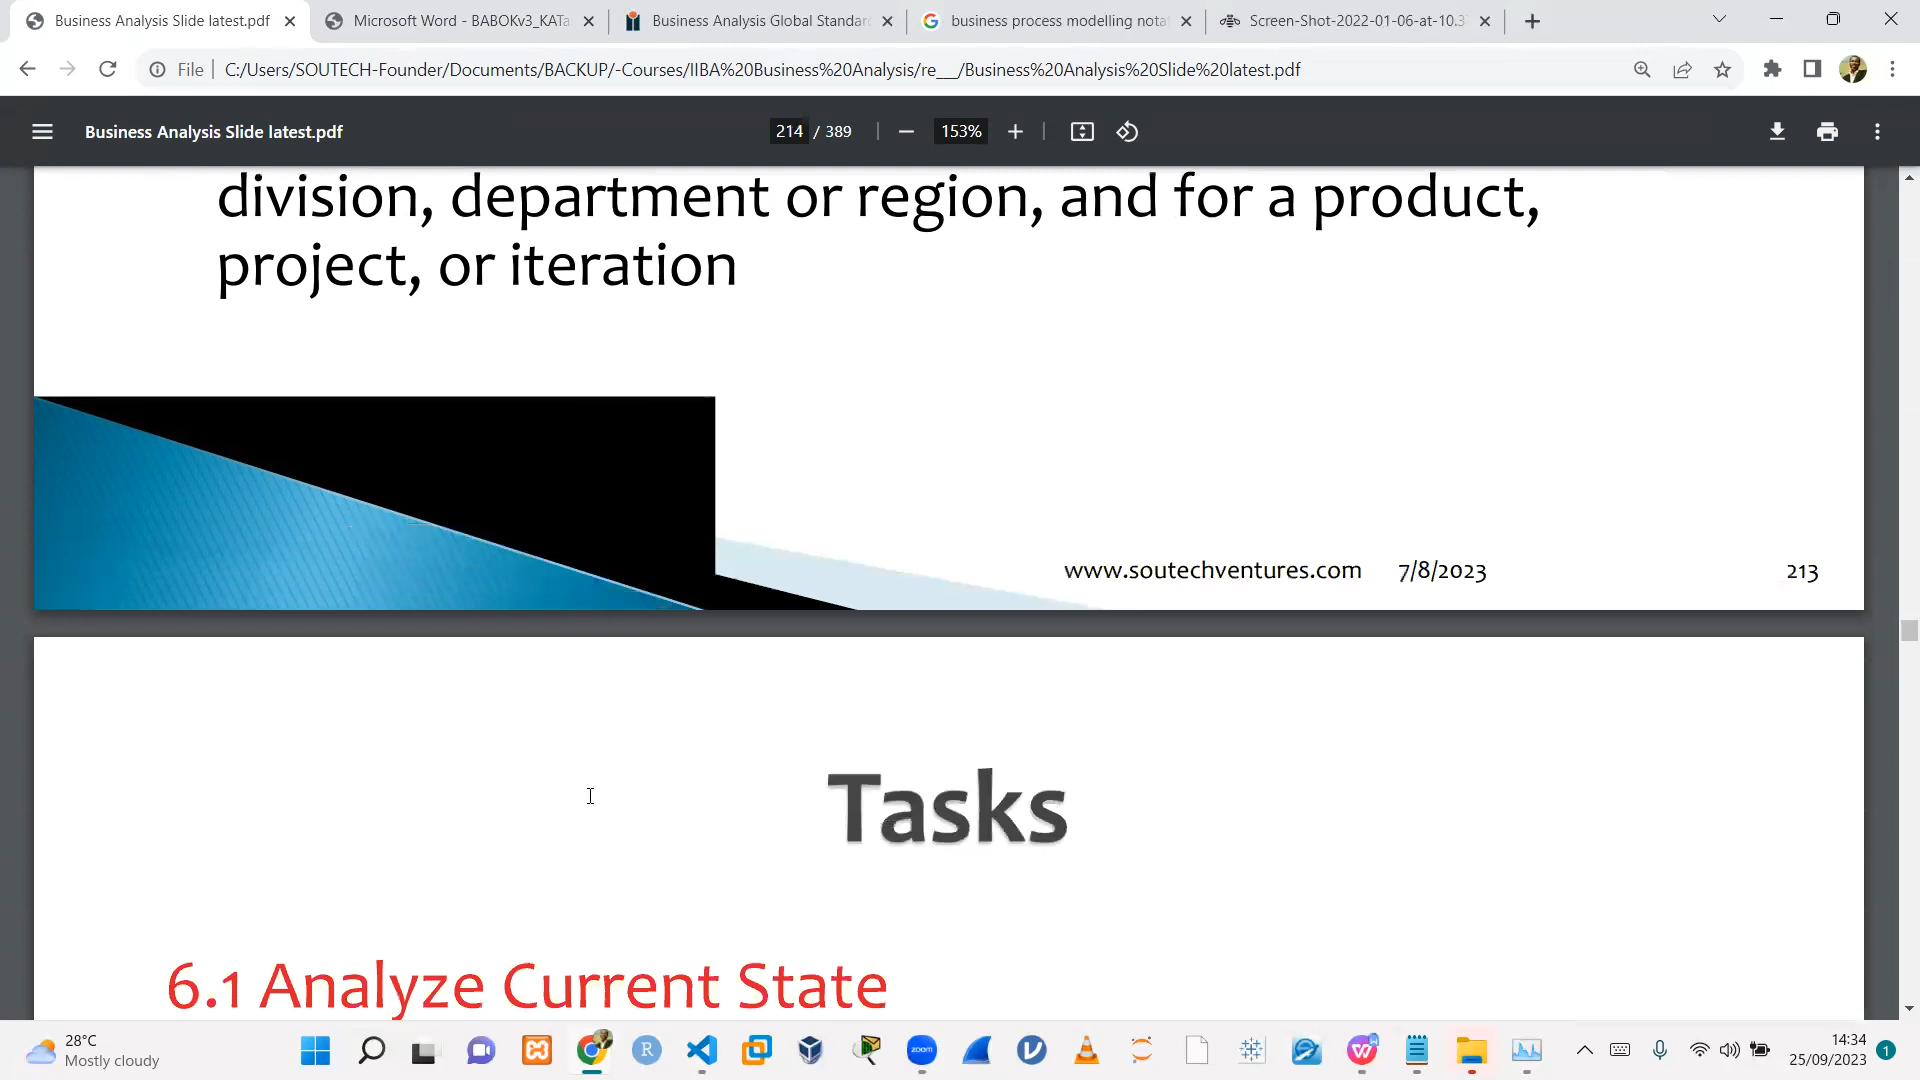 Business Analysis Slide latest.pdf
Microsoft Word - BABOKv3_KATa
Business Analysis Global Standar
business process modelling nota
Screen-Shot-2022-01-06-at-10.3
File
C:/Users/SOUTECH-Founder/Documents/BACKUP/-Courses/IIBA%20Business%20Analysis/re___/Business%20Analysis%20Slide%20latest.pdf
Business Analysis Slide latest.pdf
214 / 389
153%
division, department or region, and for a product,
project, or iteration
www.soutechventures.com 7/8/2023 213
Tasks
6.1 Analyze Current State
28°C
Mostly cloudy
R
zoom
14:34
25/09/2023
1